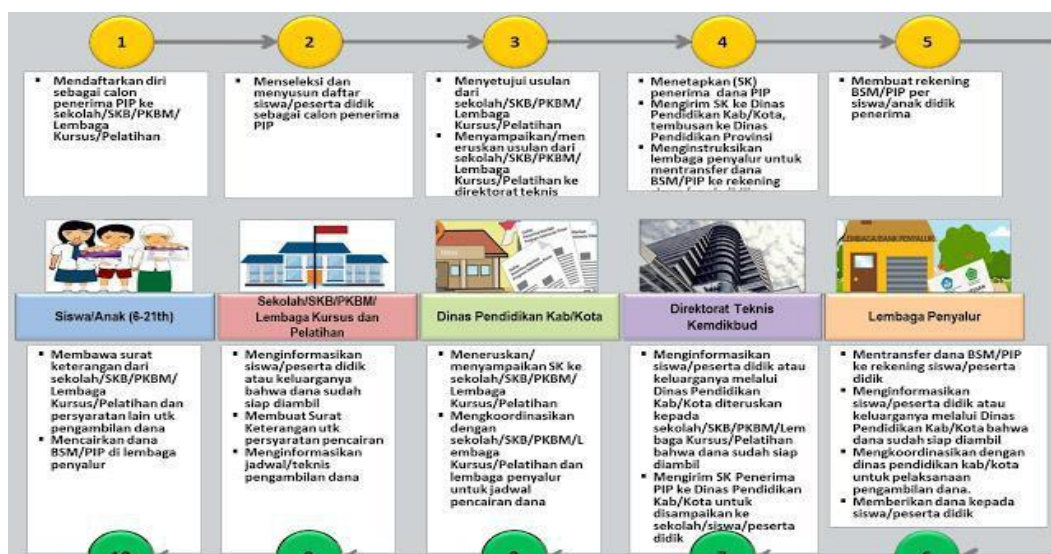 1
2
3
4
5
▪ Mendaftarkan diri
sebagai calon
penerima PIP ke
sekolah/SKB/PKBM/
Lembaga
Kursus/Pelatihan
▪ Menseleksi dan
menyusun daftar
siswa/peserta didik
sebagai calon penerima
PIP
▪ Menyetujui usulan
dari
sekolah/SKB/PKBM/
Lembaga
Kursus/Pelatihan
▪ Menyampaikan/men
eruskan usulan dari
sekolah/SKB/PKBM/
Lembaga
Kursus/Pelatihan ke
direktorat teknis
▪ Menetapkan (SK)
penerima dana PIP
▪ Mengirim SK ke Dinas
Pendidikan Kab/Kota,
tembusan ke Dinas
Pendidikan Provinsi
▪ Menginstruksikan
lembaga penyalur untuk
mentransfer dana
BSM/PIP ke rekening
▪ Membuat rekening
BSM/PIP per
siswa/anak didik
penerima
LEMBAGA/BANK PENYALUR
Siswa/Anak (6-21th)
Sekolah/SKB/PKBM/
Lembaga Kursus dan
Pelatihan
Dinas Pendidikan Kab/Kota
Direktorat Teknis
Kemdikbud
Lembaga Penyalur
▪ Membawa surat
keterangan dari
sekolah/SKB/PKBM/
Lembaga
Kursus/Pelatihan dan
persyaratan lain utk
pengambilan dana
▪ Mencairkan dana
BSM/PIP di lembaga
penyalur
▪ Menginformasikan
siswa/peserta didik
atau keluarganya
bahwa dana sudah
siap diambil
▪ Membuat Surat
Keterangan utk
persyaratan pencairan
▪ Menginformasikan
jadwal/teknis
pengambilan dana
▪ Meneruskan/
menyampaikan SK ke
sekolah/SKB/PKBM/
Lembaga
Kursus/Pelatihan
▪ Mengkoordinasikan
dengan
sekolah/SKB/PKBM/L
embaga
Kursus/Pelatihan dan
lembaga penyalur
untuk jadwal
pencairan dana
▪ Menginformasikan
siswa/peserta didik atau
keluarganya melalui
Dinas Pendidikan
Kab/Kota diteruskan
kepada
sekolah/SKB/PKBM/Lem
baga Kursus/Pelatihan
bahwa dana sudah siap
diambil
▪ Mengirim SK Penerima
PIP ke Dinas Pendidikan
Kab/Kota untuk
disampaikan ke
sekolah/siswa/peserta
didik
▪ Mentransfer dana BSM/PIP
ke rekening siswa/peserta
didik
▪ Menginformasikan
siswa/peserta didik atau
keluarganya melalui Dinas
Pendidikan Kab/Kota bahwa
dana sudah siap diambil
▪ Mengkoordinasikan dengan
dinas pendidikan kab/kota
untuk pelaksanaan
pengambilan dana.
▪ Memberikan dana kepada
siswa/peserta didik